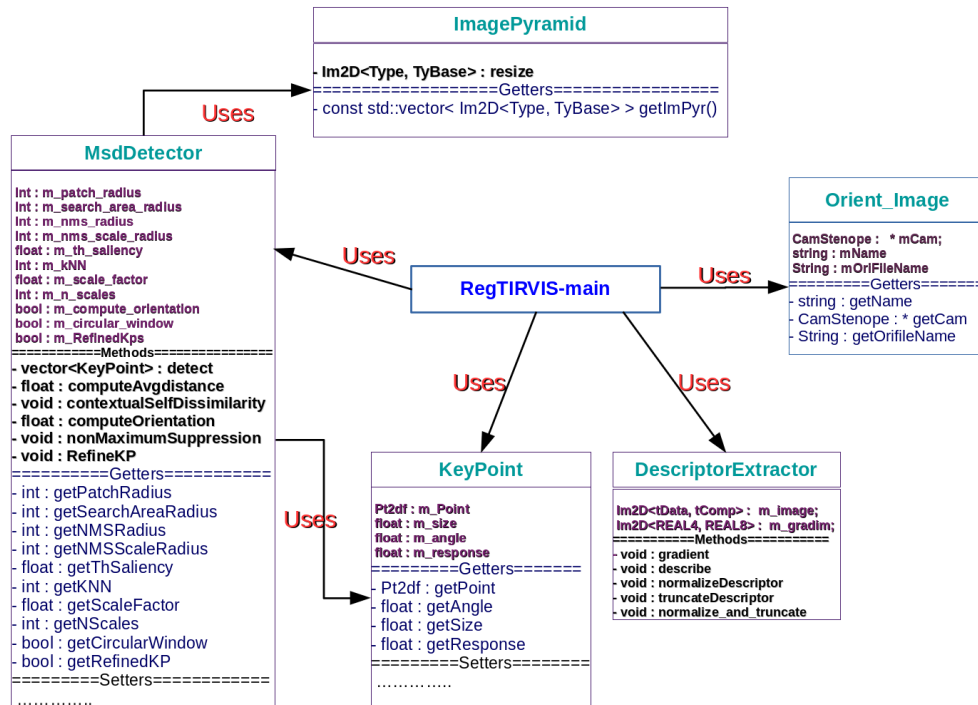 ImagePyramid
- Im2D<Type, TyBase> : resize
==================Getters================
- const std::vector< Im2D<Type, TyBase> > getImPyr()
Uses
MsdDetector
Int : m_patch_radius
Int : m_search_area_radius
Int : m_nms_radius
Int : m_nms_scale_radius
float : m_th_saliency
Int : m_kNN
float : m_scale_factor
Int : m_n_scales
bool : m_compute_orientation
bool : m_circular_window
bool : m_RefinedKps
===========Methods==============
- vector<KeyPoint> : detect
- float : computeAvgdistance
- void : contextualSelfDissimilarity
- float : computeOrientation
- void : nonMaximumSuppression
- void : RefineKP
==========Getters===========
- int : getPatchRadius
- int : getSearchAreaRadius
- int : getNMSRadius
- int : getNMSScaleRadius
- float : getThSaliency
- int : getKNN
- float : getScaleFactor
- int : getNScales
- bool : getCircularWindow
- bool : getRefinedKP
=========Setters============
…………..
Uses
RegTIRVIS-main
Uses
Orient_Image
CamStenope : * mCam;
string : mName
String : mOriFIleName
=========Getters=======
- string : getName
- CamStenope : * getCam
- String : getOrifileName
Uses
Uses
Uses
KeyPoint
Pt2df : m_Point
float : m_size
float : m_angle
float : m_response
=========Getters=======
- Pt2df : getPoint
- float : getAngle
- float : getSize
- float : getResponse
=========Setters========
…………..
DescriptorExtractor
Im2D<tData, tComp> : m_image;
Im2D<REAL4, REAL8> : m_gradim;
===========Methods===========
- void : gradient
- void : describe
- void : normalizeDescriptor
- void : truncateDescriptor
- void : normalize_and_truncate